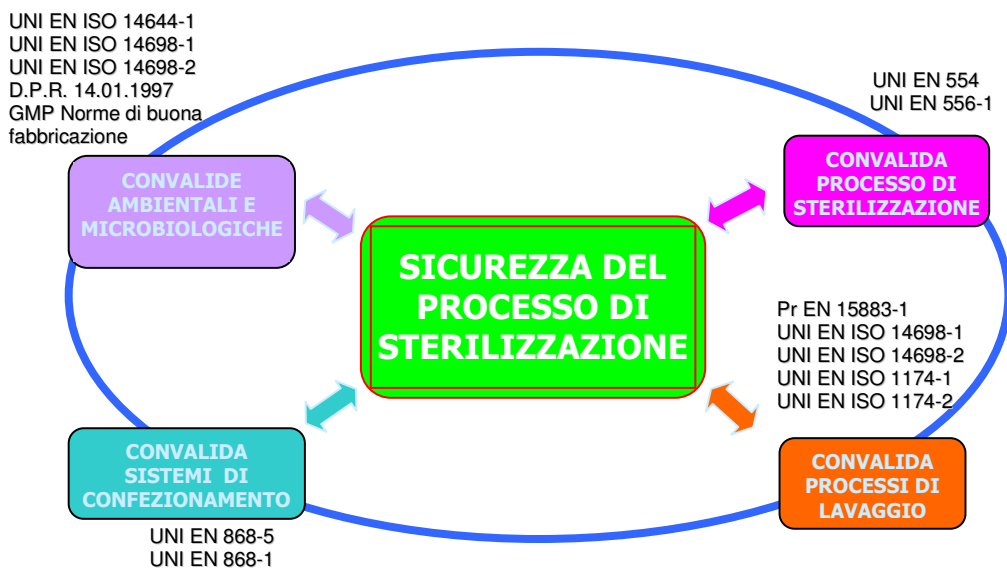 UNI EN ISO 14644-1
UNI EN ISO 14698-1
UNI EN ISO 14698-2
D.P.R. 14.01.1997
GMP Norme di buona
fabbricazione
CONVALIDE
AMBIENTALI E
MICROBIOLOGICHE
UNI EN 554
UNI EN 556-1
CONVALIDA
PROCESSO DI
STERILIZZAZIONE
SICUREZZA DEL
PROCESSO DI
STERILIZZAZIONE
Pr EN 15883-1
UNI EN ISO 14698-1
UNI EN ISO 14698-2
UNI EN ISO 1174-1
UNI EN ISO 1174-2
CONVALIDA
SISTEMI DI
CONFEZIONAMENTO
UNI EN 868-5
UNI EN 868-1
CONVALIDA
PROCESSI DI
LAVAGGIO